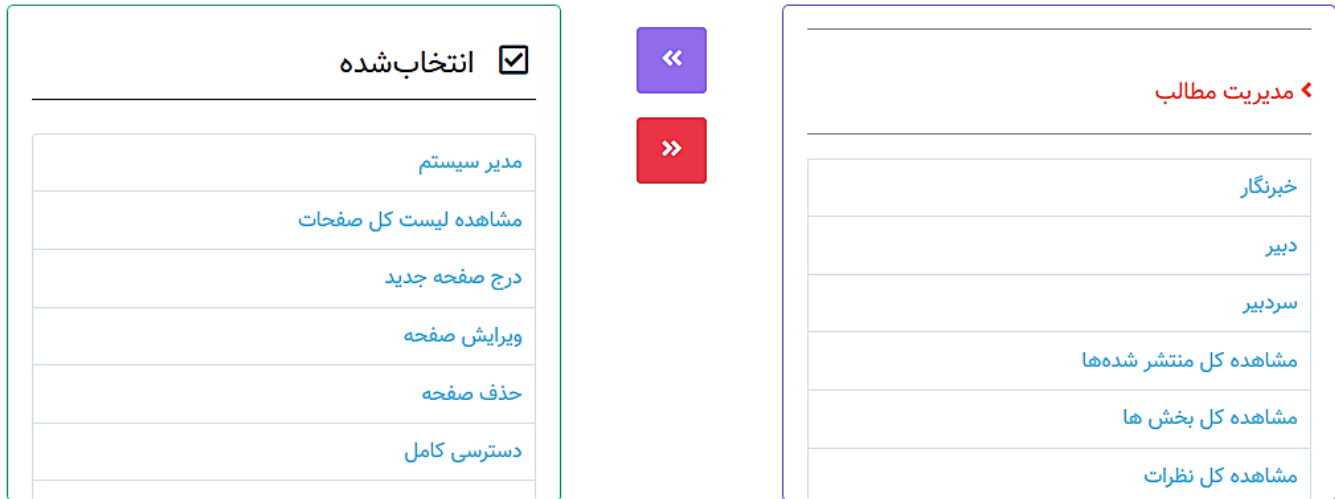 مدیریت مطالب
خبرنگار
دبیر
سردبیر
مشاهده کل منتشر شده‌ها
مشاهده کل بخش ها
مشاهده کل نظرات
انتخاب‌شده
مدیر سیستم
مشاهده لیست کل صفحات
درج صفحه جدید
ویرایش صفحه
حذف صفحه
دسترسی کامل